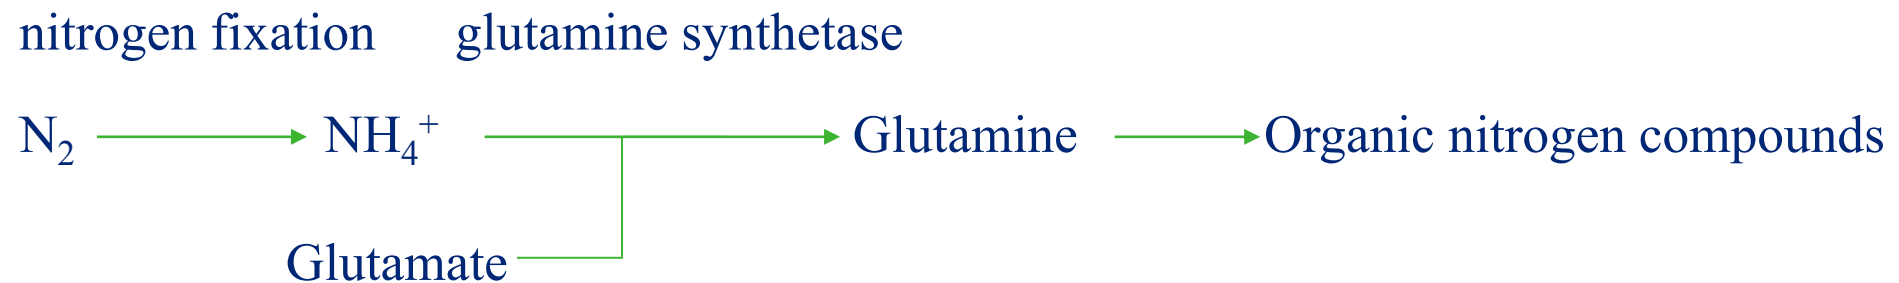 nitrogen fixation glutamine synthetase
N₂ NH₄⁺ Glutamine Organic nitrogen compounds
Glutamate